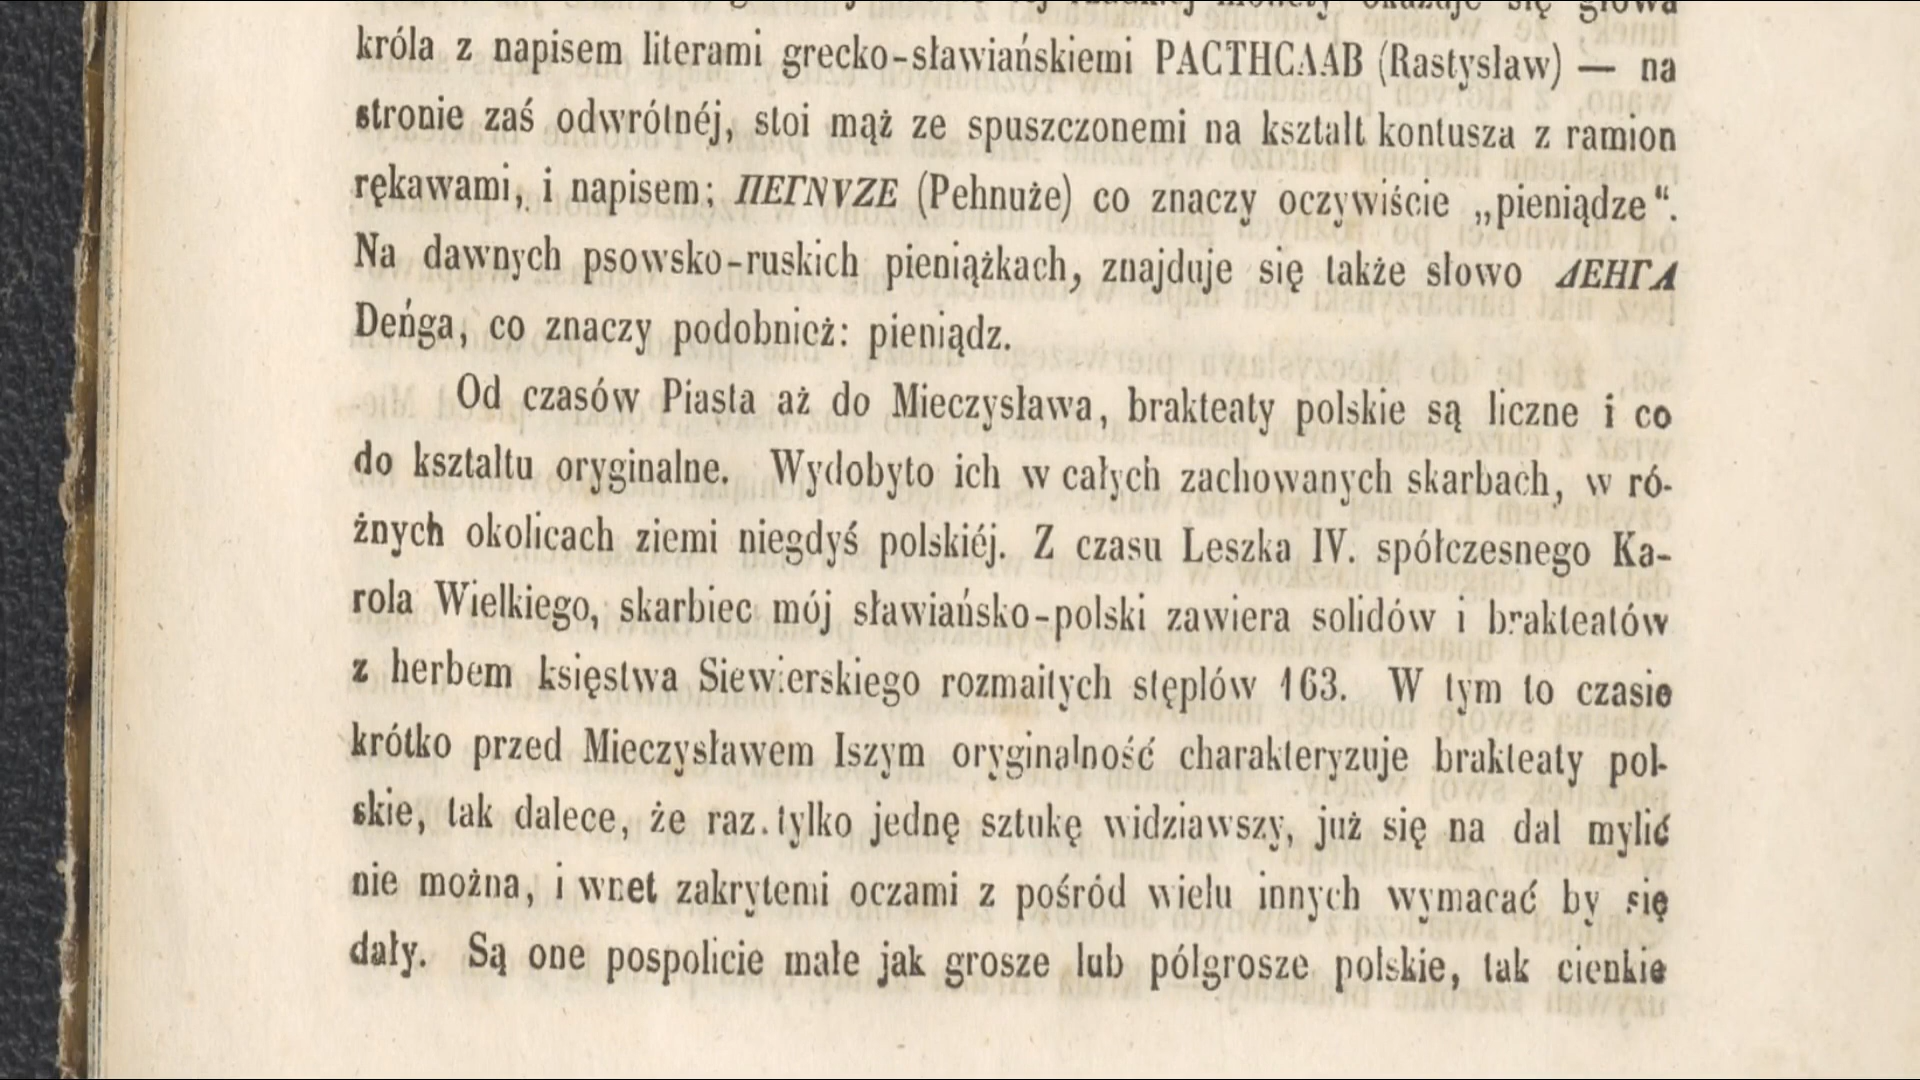 króla z napisem literami grecko-sławiańskiemi РАСТНСЛАВ (Rastysław) — na
stronie zaś odwrótnéj, stoi mąż ze spuszczonemi na kształt kontusza z ramion
rękawami, i napisem; ПЕГNVZE (Pehnuże) co znaczy oczywiście „pieniądze“.
Na dawnych psowsko-ruskich pieniążkach, znajduje się także słowo ΔΕΗΓΑ
Deńga, co znaczy podobnież: pieniądz.
Od czasów Piasta aż do Mieczysława, brakteaty polskie są liczne i co
do kształtu oryginalne. Wydobyto ich w całych zachowanych skarbach, w ró-
żnych okolicach ziemi niegdyś polskiéj. Z czasu Leszka IV. spółczesnego Ka-
rola Wielkiego, skarbiec mój sławiańsko-polski zawiera solidów i brakteatów
z herbem księstwa Siewierskiego rozmaitych stęplów 163. W tym to czasie
krótko przed Mieczysławem Iszym oryginalność charakteryzuje brakteaty pol-
skie, tak dalece, że raz tylko jednę sztukę widziawszy, już się na dal mylić
nie można, i wnet zakrytemi oczami z pośród wielu innych wymacać by się
dały. Są one pospolicie małe jak grosze lub półgrosze polskie, tak cienkie